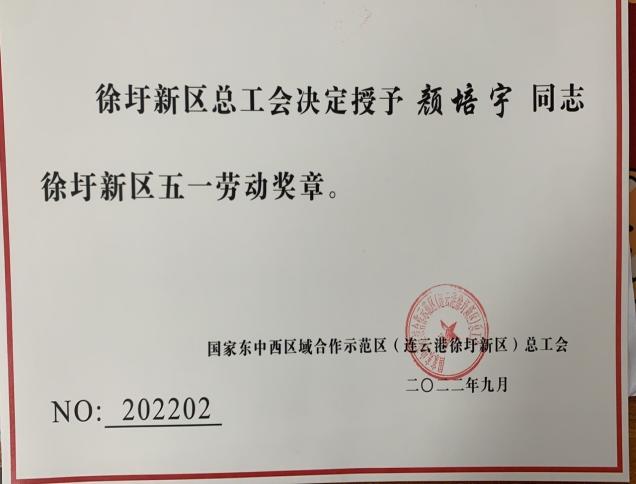 徐圩新区总工会决定授予 颜培宇 同志
徐圩新区五一劳动奖章。
国家东中西区域合作示范区（连云港徐圩新区）总工会
二〇二二年九月
NO: 202202